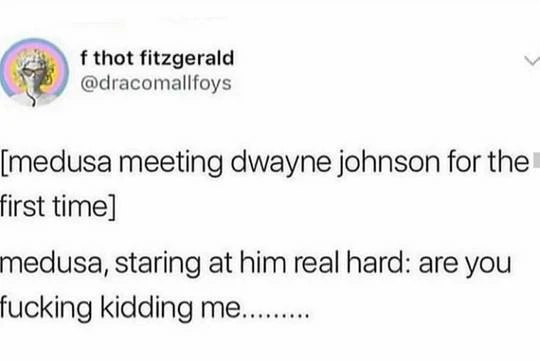 f thot fitzgerald
@dracomallfoys
[medusa meeting dwayne johnson for the
first time]
medusa, staring at him real hard: are you
fucking kidding me.........